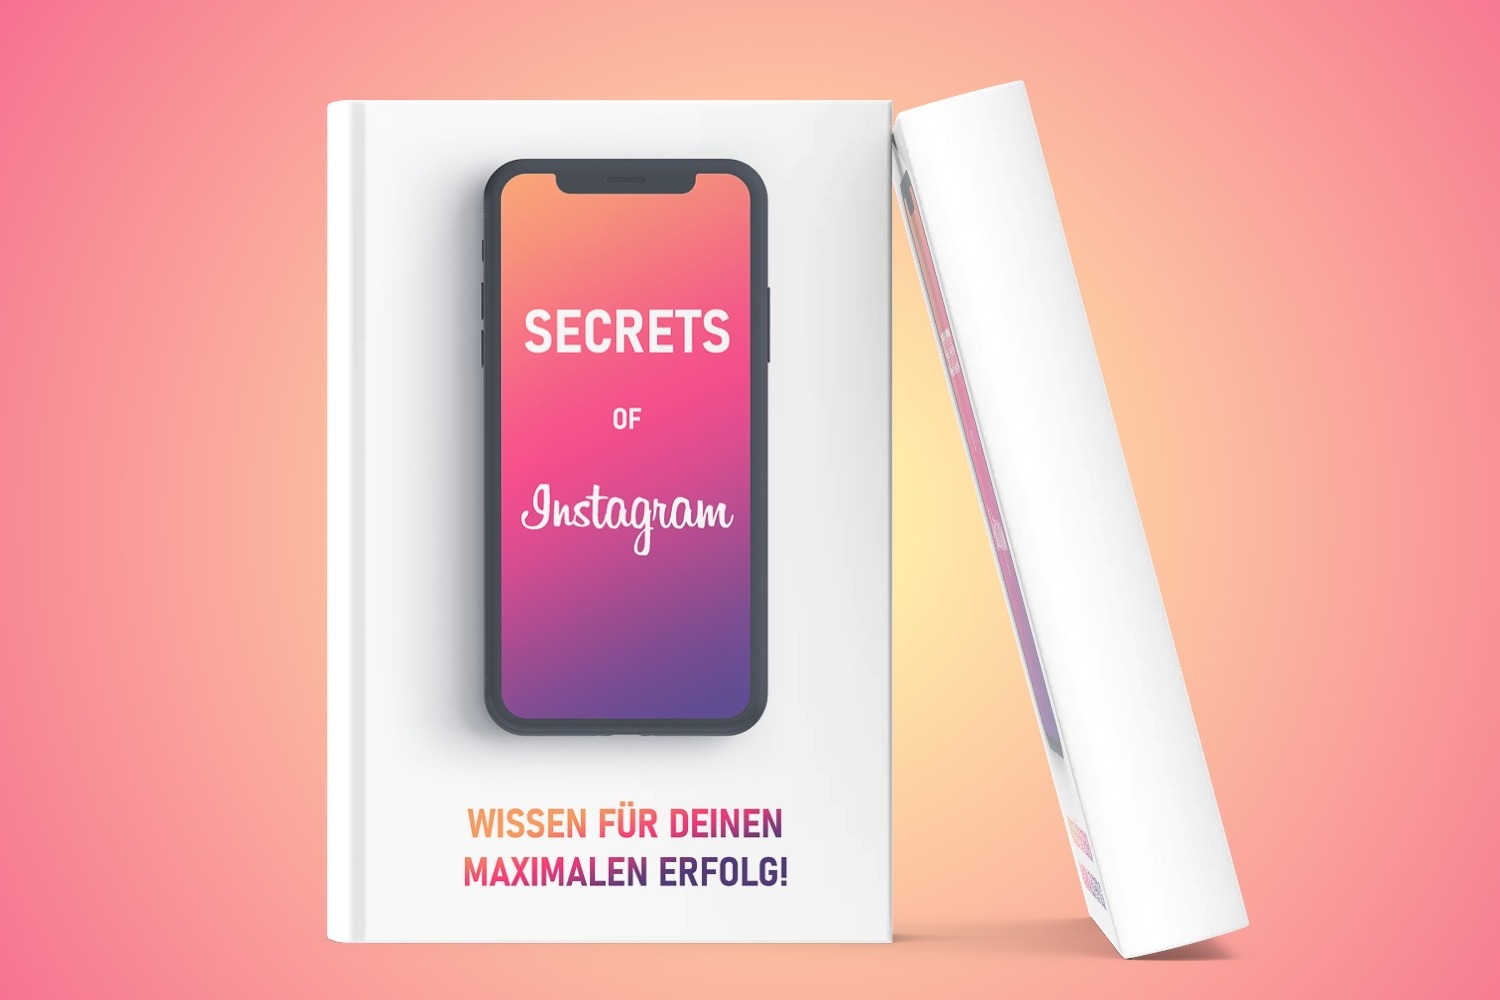 SECRETS
OF
Instagram
WISSEN FÜR DEINEN
MAXIMALEN ERFOLG!